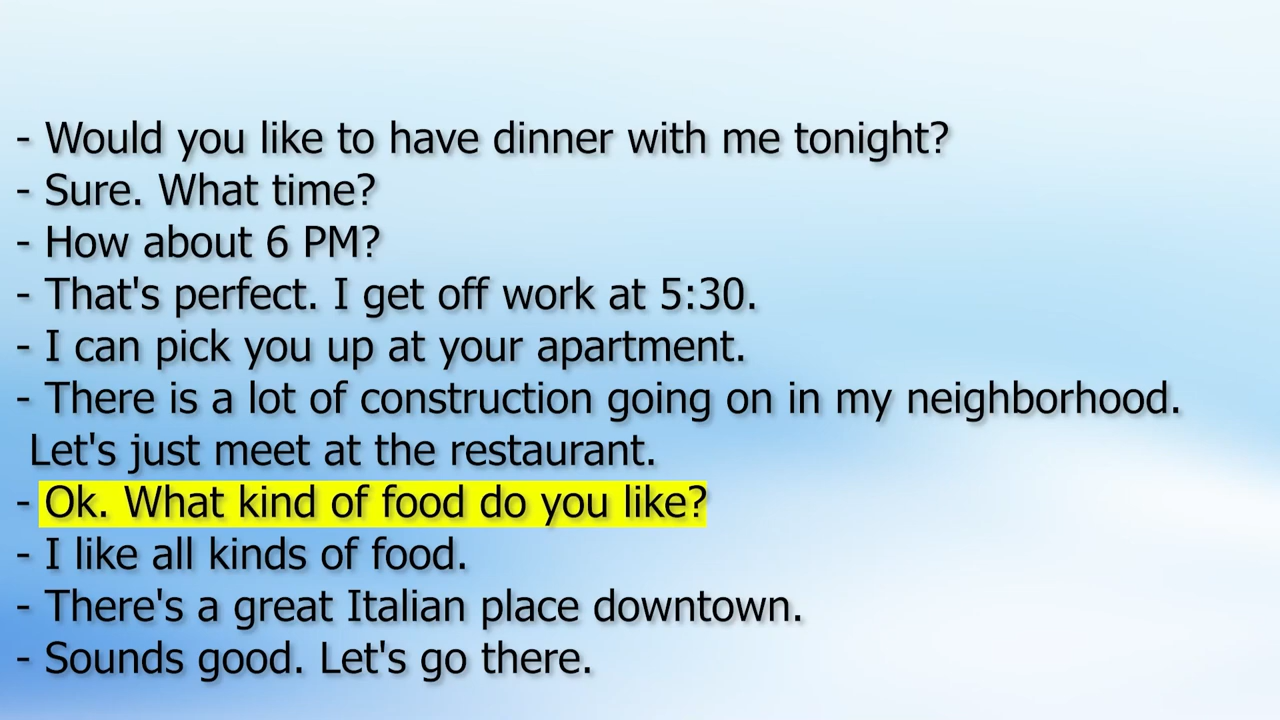 - Would you like to have dinner with me tonight?
- Sure. What time?
- How about 6 PM?
- That's perfect. I get off work at 5:30.
- I can pick you up at your apartment.
- There is a lot of construction going on in my neighborhood.
Let's just meet at the restaurant.
- Ok. What kind of food do you like?
- I like all kinds of food.
- There's a great Italian place downtown.
- Sounds good. Let's go there.